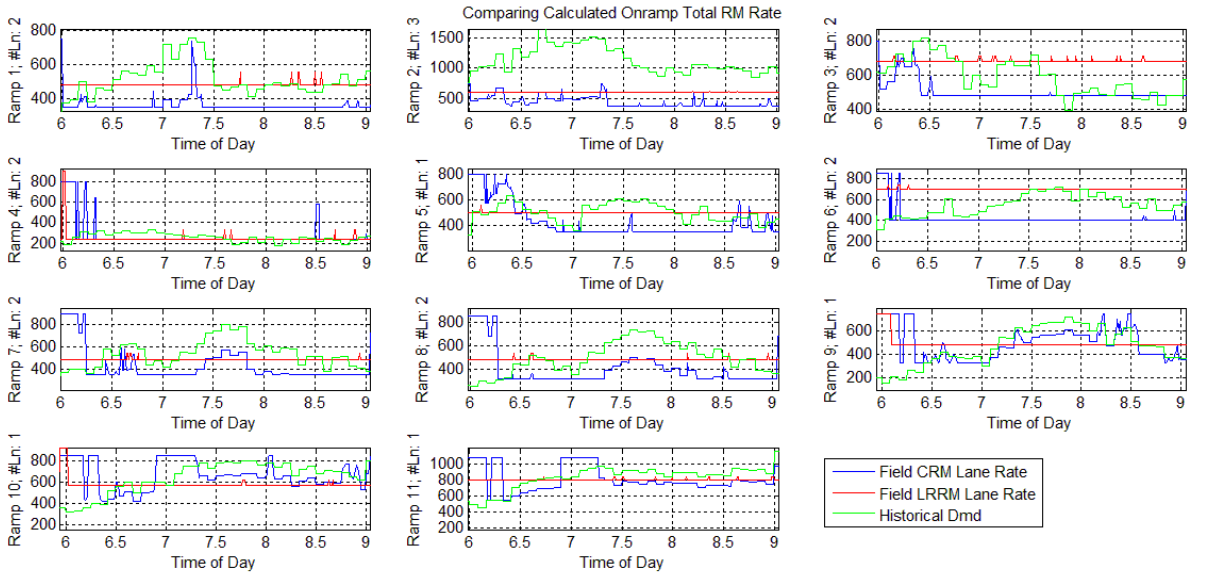 Comparing Calculated Onramp Total RM Rate
Ramp 1; #Ln: 2
800
600
400
6 6.5 7 7.5 8 8.5 9
Time of Day
Ramp 2; #Ln: 3
1500
1000
500
6 6.5 7 7.5 8 8.5 9
Time of Day
Ramp 3; #Ln: 2
800
600
400
6 6.5 7 7.5 8 8.5 9
Time of Day
Ramp 4; #Ln: 2
800
600
400
200
6 6.5 7 7.5 8 8.5 9
Time of Day
Ramp 5; #Ln: 1
800
600
400
6 6.5 7 7.5 8 8.5 9
Time of Day
Ramp 6; #Ln: 2
800
600
400
200
6 6.5 7 7.5 8 8.5 9
Time of Day
Ramp 7; #Ln: 2
800
600
400
6 6.5 7 7.5 8 8.5 9
Time of Day
Ramp 8; #Ln: 2
800
600
400
6 6.5 7 7.5 8 8.5 9
Time of Day
Ramp 9; #Ln: 1
600
400
200
6 6.5 7 7.5 8 8.5 9
Time of Day
Ramp 10; #Ln: 1
800
600
400
200
6 6.5 7 7.5 8 8.5 9
Time of Day
Ramp 11; #Ln: 1
1000
800
600
400
200
6 6.5 7 7.5 8 8.5 9
Time of Day
Field CRM Lane Rate
Field LRRM Lane Rate
Historical Dmd